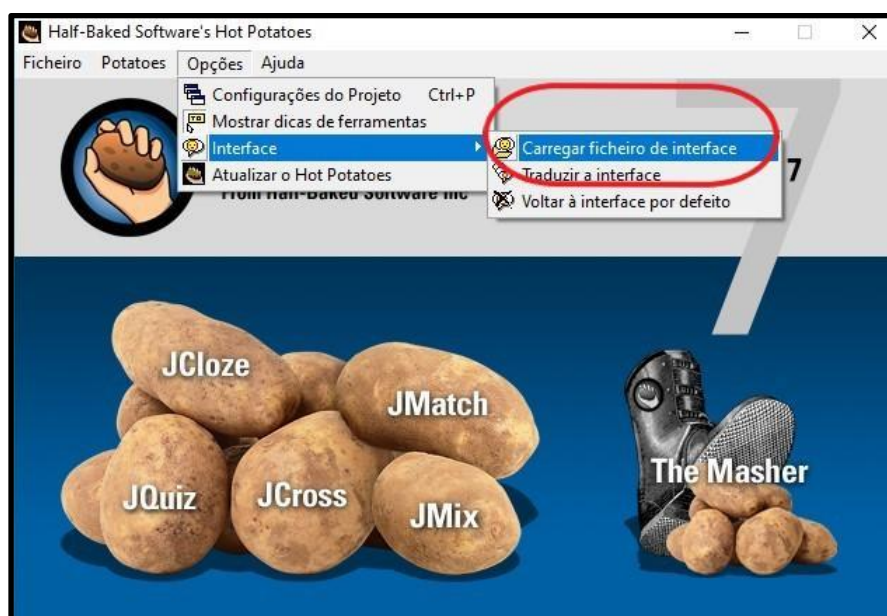 Half-Baked Software's Hot Potatoes
Ficheiro Potatoes Opções Ajuda
Configurações do Projeto Ctrl+P
Mostrar dicas de ferramentas
Interface
Atualizar o Hot Potatoes
Carregar ficheiro de interface
Traduzir a interface
Voltar à interface por defeito
7
7
From Half-Baked Software Inc
JCloze
JMatch
JQuiz
JCross
JMix
The Masher